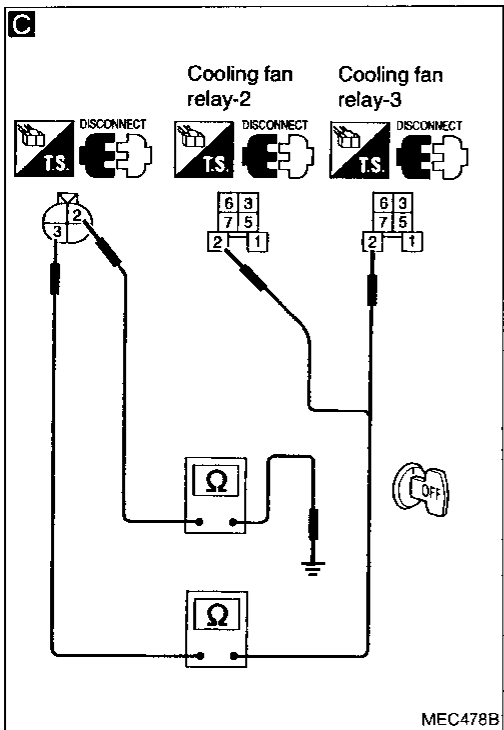 C
Cooling fan relay-2
Cooling fan relay-3
DISCONNECT
T.S.
DISCONNECT
T.S.
DISCONNECT
T.S.
2
3
6 3
7 5
2 1
6 3
7 5
2 1
Ω
OFF
Ω
MEC478B